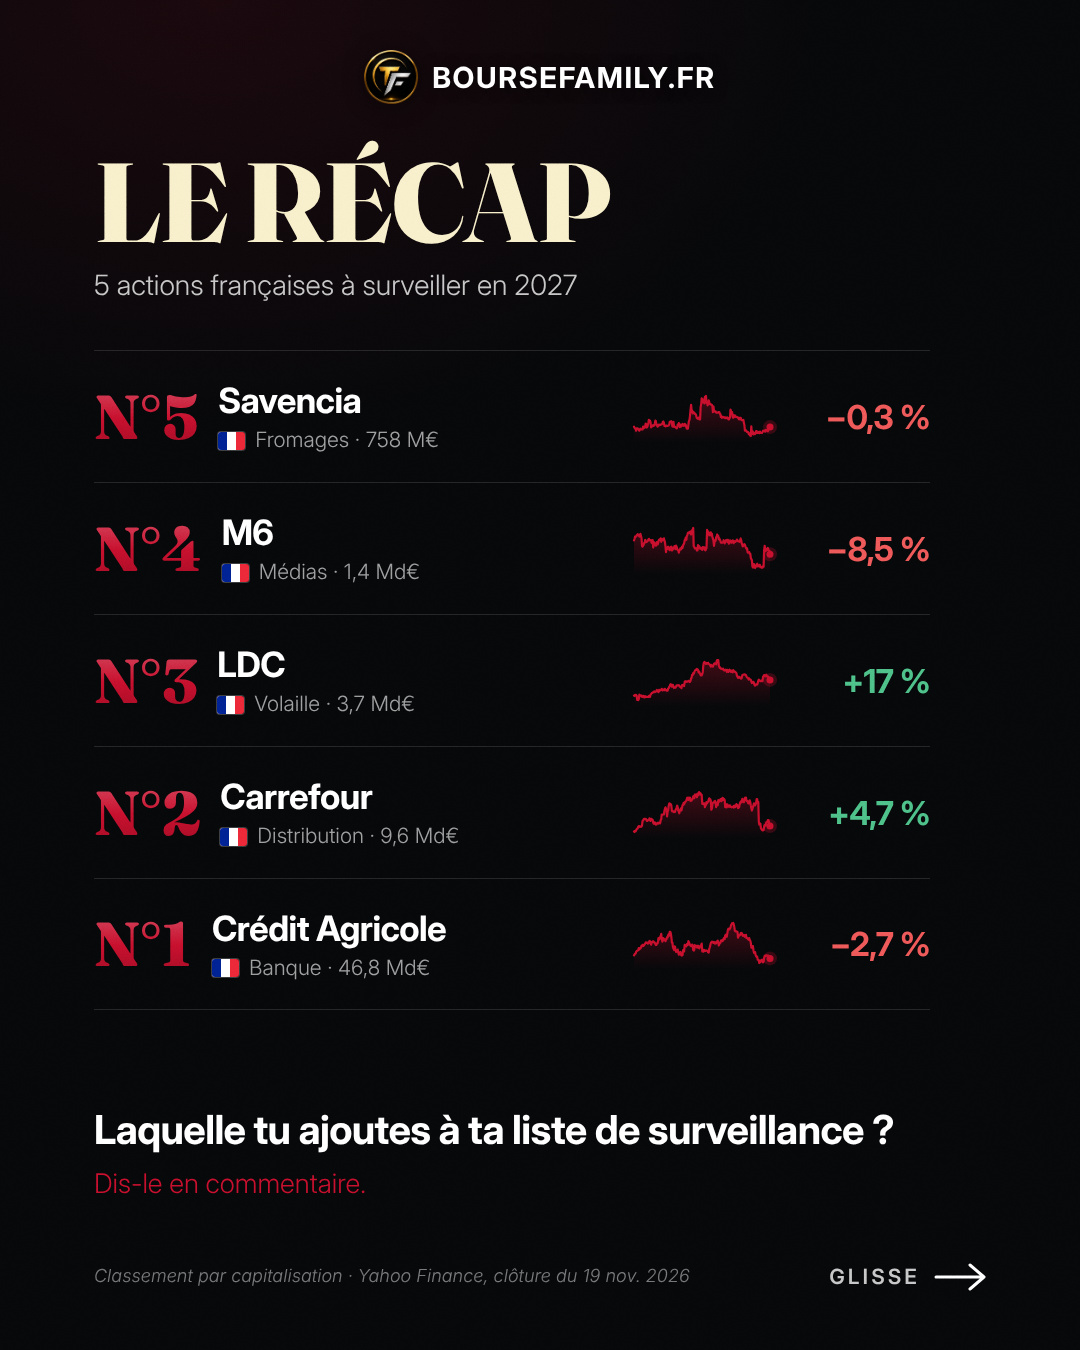 TF BOURSEFAMILY.FR
LE RÉCAP
5 actions françaises à surveiller en 2027
N°5 Savencia −0,3 %
Fromages · 758 M€
N°4 M6 −8,5 %
Médias · 1,4 Md€
N°3 LDC +17 %
Volaille · 3,7 Md€
N°2 Carrefour +4,7 %
Distribution · 9,6 Md€
N°1 Crédit Agricole −2,7 %
Banque · 46,8 Md€
Laquelle tu ajoutes à ta liste de surveillance ?
Dis-le en commentaire.
Classement par capitalisation · Yahoo Finance, clôture du 19 nov. 2026
GLISSE